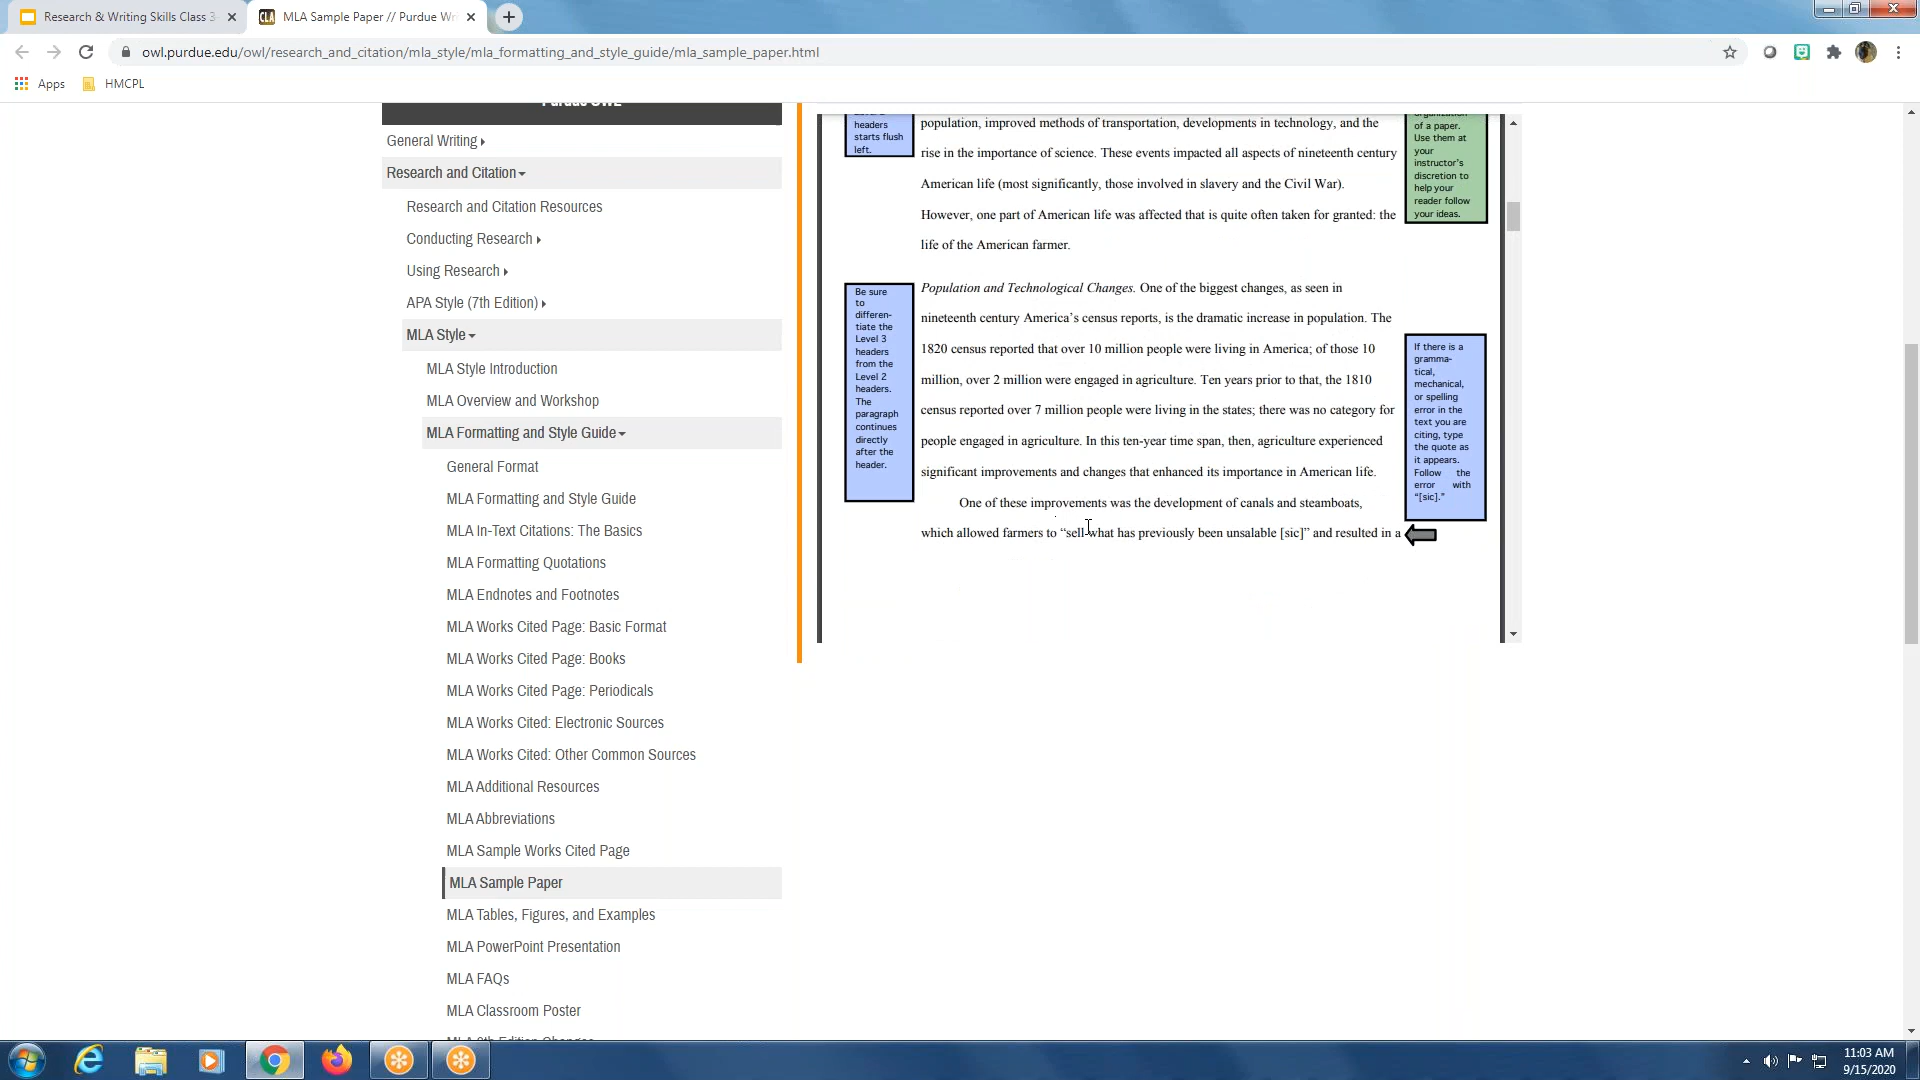 Research & Writing Skills Class 3
MLA Sample Paper // Purdue Wr
owl.purdue.edu/owl/research_and_citation/mla_style/mla_formatting_and_style_guide/mla_sample_paper.html
Apps
HMCPL
Purdue OWL
General Writing
Research and Citation
Research and Citation Resources
Conducting Research
Using Research
APA Style (7th Edition)
MLA Style
MLA Style Introduction
MLA Overview and Workshop
MLA Formatting and Style Guide
General Format
MLA Formatting and Style Guide
MLA In-Text Citations: The Basics
MLA Formatting Quotations
MLA Endnotes and Footnotes
MLA Works Cited Page: Basic Format
MLA Works Cited Page: Books
MLA Works Cited Page: Periodicals
MLA Works Cited: Electronic Sources
MLA Works Cited: Other Common Sources
MLA Additional Resources
MLA Abbreviations
MLA Sample Works Cited Page
MLA Sample Paper
MLA Tables, Figures, and Examples
MLA PowerPoint Presentation
MLA FAQs
MLA Classroom Poster
headers
starts flush
left.
population, improved methods of transportation, developments in technology, and the
rise in the importance of science. These events impacted all aspects of nineteenth century
American life (most significantly, those involved in slavery and the Civil War).
However, one part of American life was affected that is quite often taken for granted: the
life of the American farmer.
organization
of a paper.
Use them at
your
instructor's
discretion to
help your
reader follow
your ideas.
Be sure
to
differen-
tiate the
Level 3
headers
from the
Level 2
headers.
The
paragraph
continues
directly
after the
header.
Population and Technological Changes. One of the biggest changes, as seen in
nineteenth century America's census reports, is the dramatic increase in population. The
1820 census reported that over 10 million people were living in America; of those 10
million, over 2 million were engaged in agriculture. Ten years prior to that, the 1810
census reported over 7 million people were living in the states; there was no category for
people engaged in agriculture. In this ten-year time span, then, agriculture experienced
significant improvements and changes that enhanced its importance in American life.
One of these improvements was the development of canals and steamboats,
which allowed farmers to “sell what has previously been unsalable [sic]” and resulted in a
If there is a
gramma-
tical,
mechanical,
or spelling
error in the
text you are
citing, type
the quote as
it appears.
Follow the
error with
“[sic].”
11:03 AM
9/15/2020